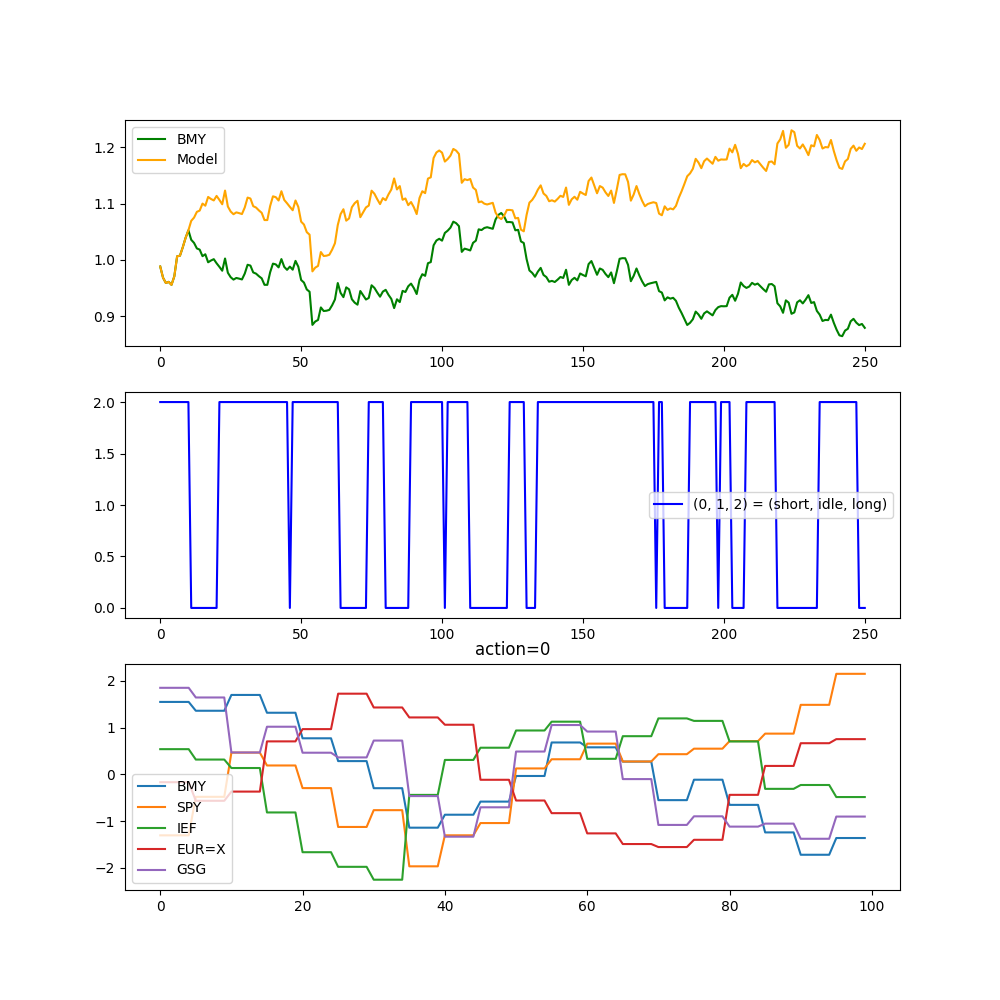 BMY
Model
1.2
1.1
1.0
0.9
0 50 100 150 200 250
2.0
1.5
1.0
0.5
0.0
(0, 1, 2) = (short, idle, long)
0 50 100 150 200 250
action=0
2
1
0
−1
−2
BMY
SPY
IEF
EUR=X
GSG
0 20 40 60 80 100